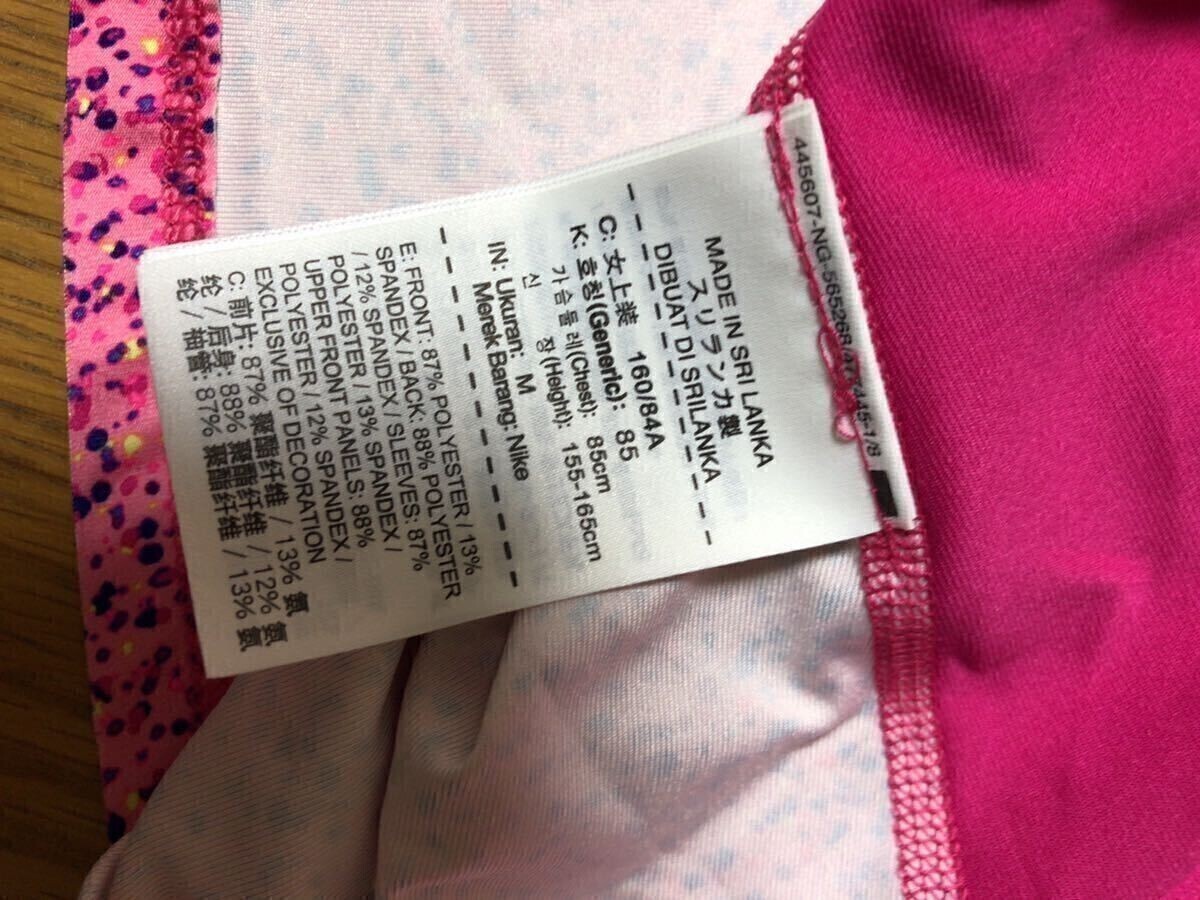 445607-NG-565268
MADE IN SRI LANKA
スリランカ製
DIBUAT DI SRILANKA
C: 女上装 160/84A
K: 호칭(Generic): 85
가슴둘레(Chest): 85cm
신 장(Height): 155-165cm
IN: Ukuran: M
Merek Barang: Nike
E: FRONT: 87% POLYESTER / 13%
SPANDEX / BACK: 88% POLYESTER
/ 12% SPANDEX / SLEEVES: 87%
POLYESTER / 13% SPANDEX /
UPPER FRONT PANELS: 88%
POLYESTER / 12% SPANDEX /
EXCLUSIVE OF DECORATION
C: 前片: 87% 聚酯纤维 / 13% 氨
纶 / 后身: 88% 聚酯纤维 / 12% 氨
纶 / 袖管: 87% 聚酯纤维 / 13% 氨